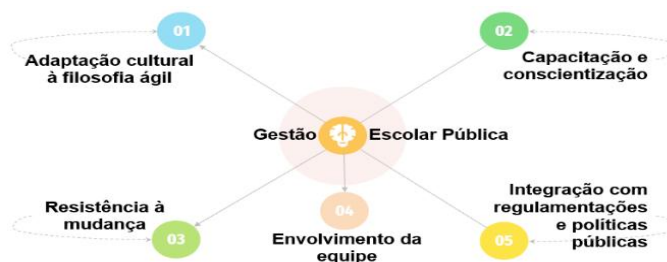 01
Adaptação cultural
à filosofia ágil
02
Capacitação e
conscientização
Gestão Escolar Pública
Resistência à
mudança
03
04
Envolvimento da
equipe
Integração com
regulamentações
e políticas
públicas
05